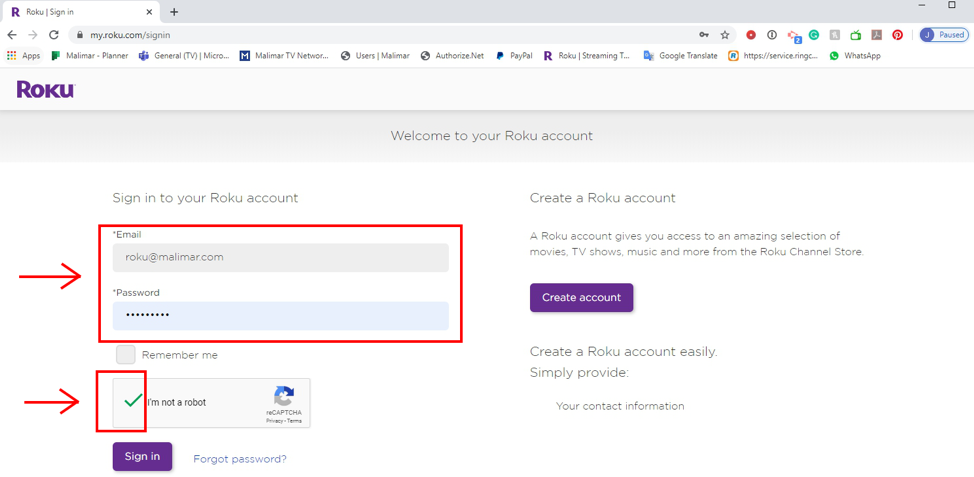 Roku | Sign in
my.roku.com/signin
Paused
Apps
Malimar - Planner
General (TV) | Micro...
Malimar TV Networ...
Users | Malimar
Authorize.Net
PayPal
Roku | Streaming T...
Google Translate
https://service.ringc...
WhatsApp
Roku
Welcome to your Roku account
Sign in to your Roku account
*Email
roku@malimar.com
*Password
•••••••••
Remember me
I'm not a robot
reCAPTCHA
Privacy - Terms
Sign in
Forgot password?
Create a Roku account
A Roku account gives you access to an amazing selection of
movies, TV shows, music and more from the Roku Channel Store.
Create account
Create a Roku account easily.
Simply provide:
Your contact information